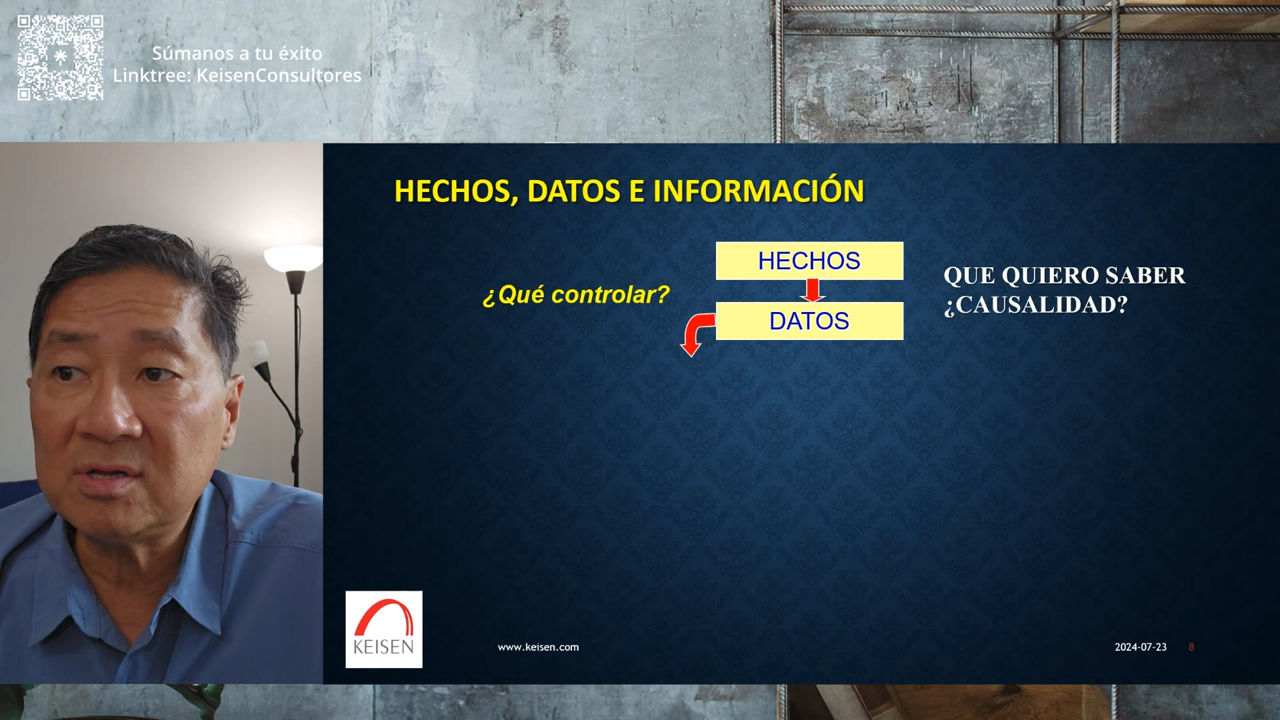 Súmanos a tu éxito
Linktree: KeisenConsultores
HECHOS, DATOS E INFORMACIÓN
HECHOS
¿Qué controlar?
DATOS
QUE QUIERO SABER
¿CAUSALIDAD?
KEISEN
www.keisen.com
2024-07-23
8